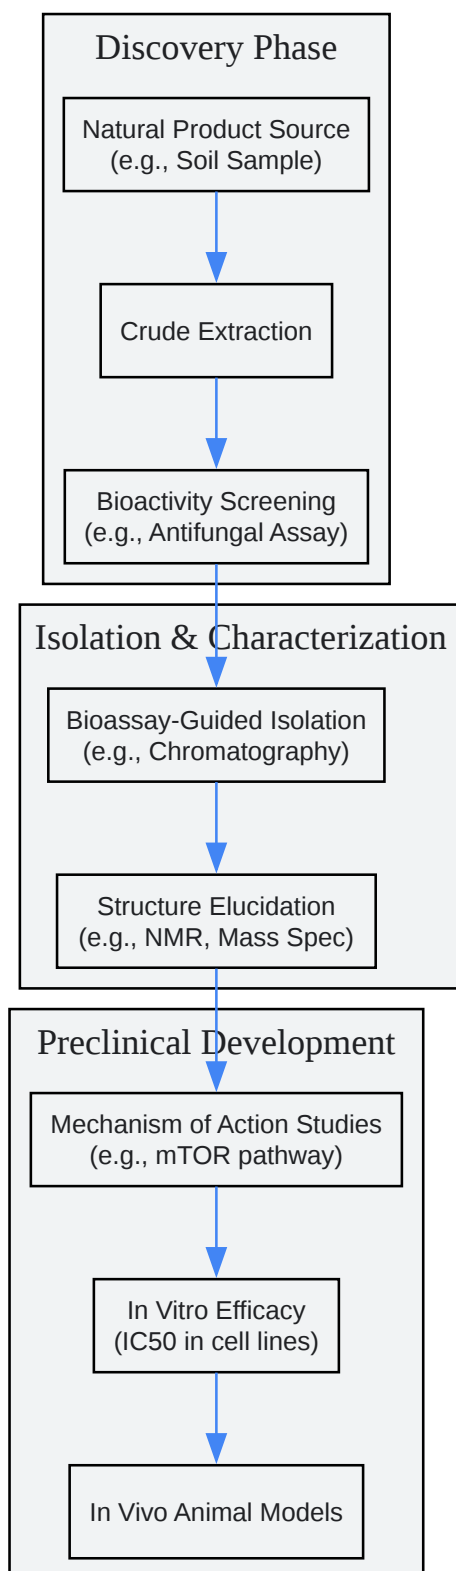 Discovery Phase
Natural Product Source
(e.g., Soil Sample)
Crude Extraction
Bioactivity Screening
(e.g., Antifungal Assay)
Isolation & Characterization
Bioassay-Guided Isolation
(e.g., Chromatography)
Structure Elucidation
(e.g., NMR, Mass Spec)
Preclinical Development
Mechanism of Action Studies
(e.g., mTOR pathway)
In Vitro Efficacy
(IC50 in cell lines)
In Vivo Animal Models